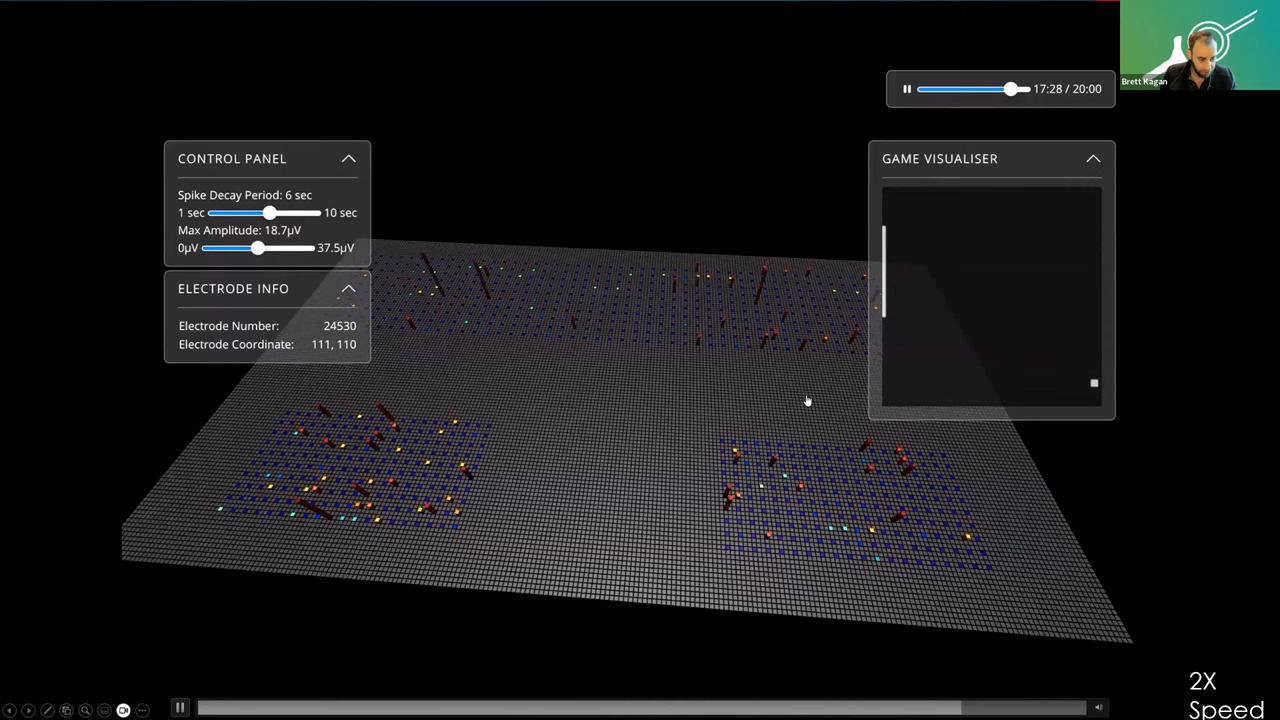 Brett Kagan
17:28 / 20:00
CONTROL PANEL
Spike Decay Period: 6 sec
1 sec 10 sec
Max Amplitude: 18.7µV
0µV 37.5µV
ELECTRODE INFO
Electrode Number: 24530
Electrode Coordinate: 111, 110
GAME VISUALISER
2X
Speed